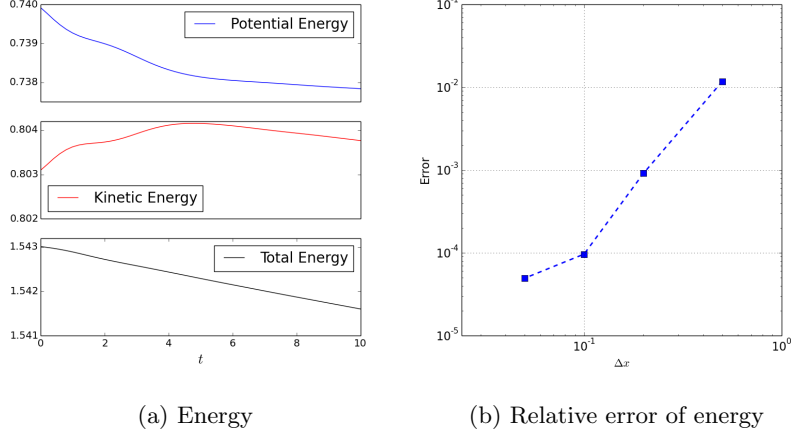 0.740
0.739
0.738
Potential Energy
0.804
0.803
0.802
Kinetic Energy
1.543
1.542
1.541
Total Energy
0 2 4 6 8 10
t
10^-1
10^-2
10^-3
10^-4
10^-5
Error
10^-1 10^0
Δx
(a) Energy
(b) Relative error of energy